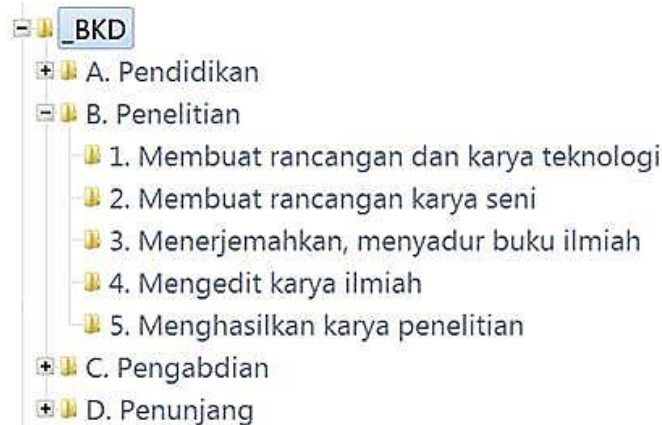 _BKD
A. Pendidikan
B. Penelitian
1. Membuat rancangan dan karya teknologi
2. Membuat rancangan karya seni
3. Menerjemahkan, menyadur buku ilmiah
4. Mengedit karya ilmiah
5. Menghasilkan karya penelitian
C. Pengabdian
D. Penunjang